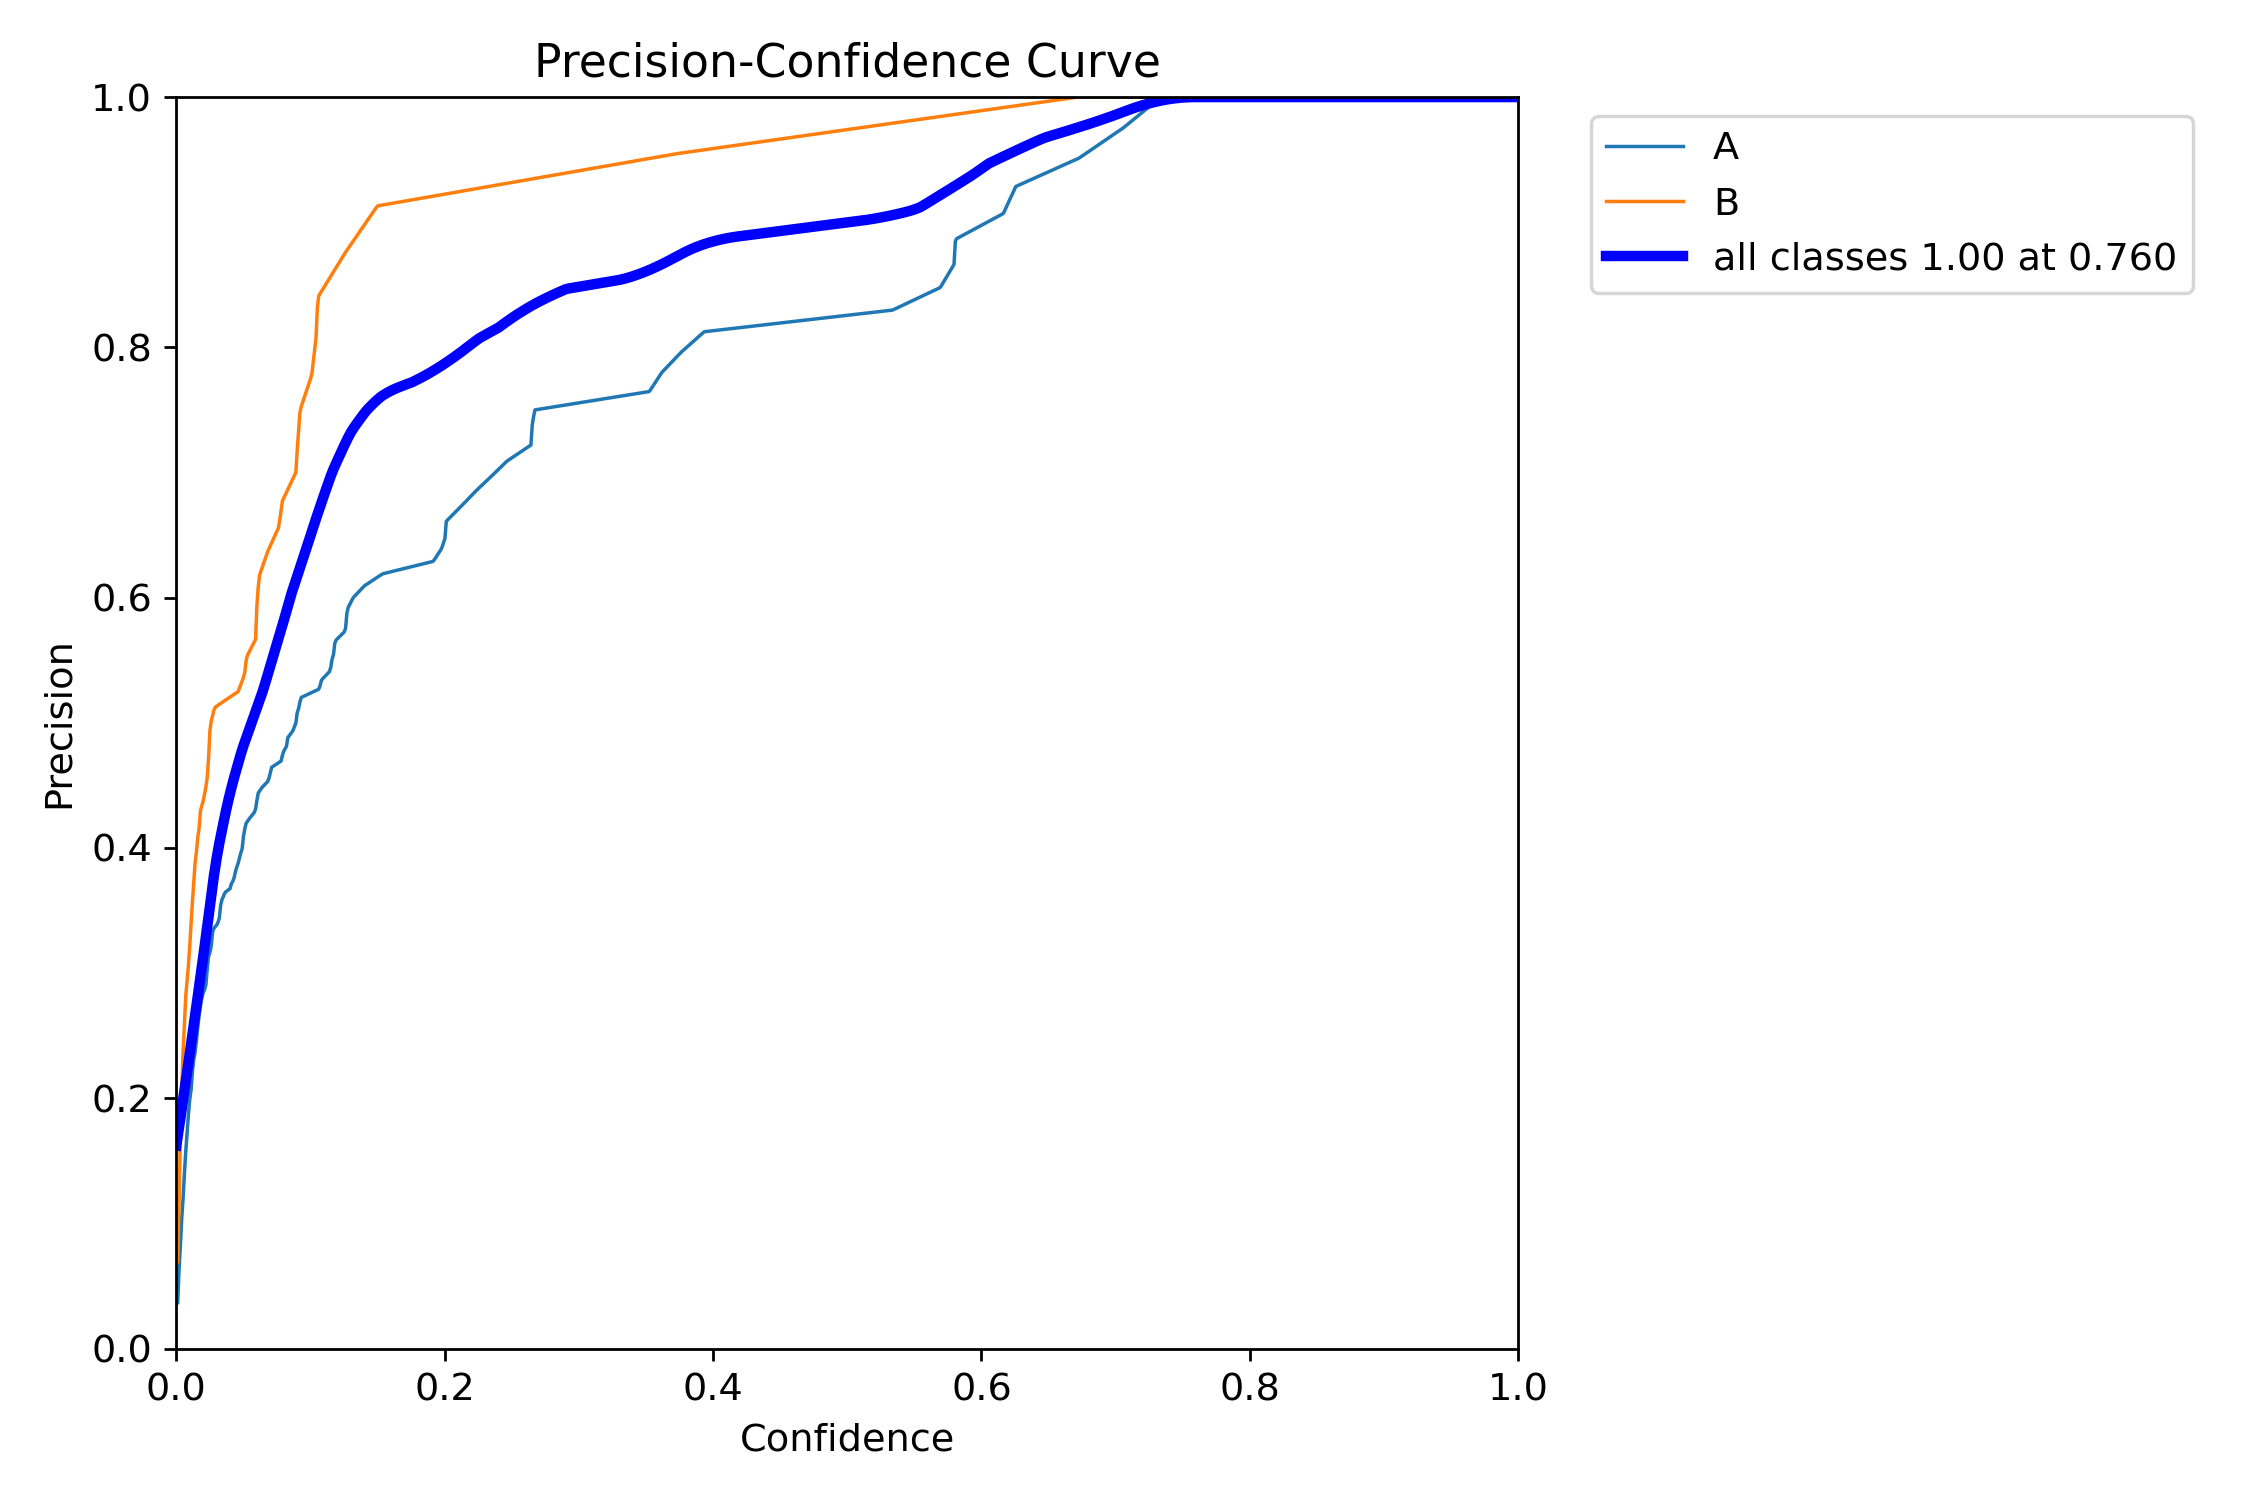 Precision-Confidence Curve
A
B
all classes 1.00 at 0.760
1.0
0.8
0.6
0.4
0.2
0.0
Precision
0.0 0.2 0.4 0.6 0.8 1.0
Confidence